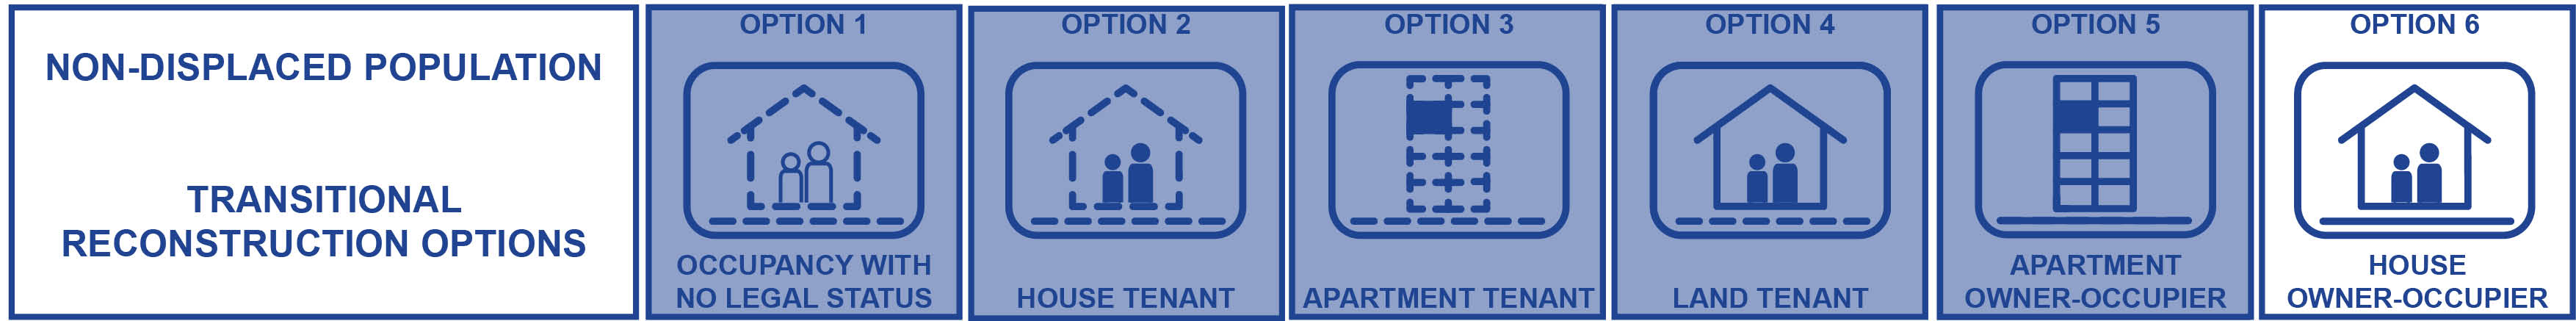 NON-DISPLACED POPULATION
TRANSITIONAL
RECONSTRUCTION OPTIONS
OPTION 1
OCCUPANCY WITH
NO LEGAL STATUS
OPTION 2
HOUSE TENANT
OPTION 3
APARTMENT TENANT
OPTION 4
LAND TENANT
OPTION 5
APARTMENT
OWNER-OCCUPIER
OPTION 6
HOUSE
OWNER-OCCUPIER